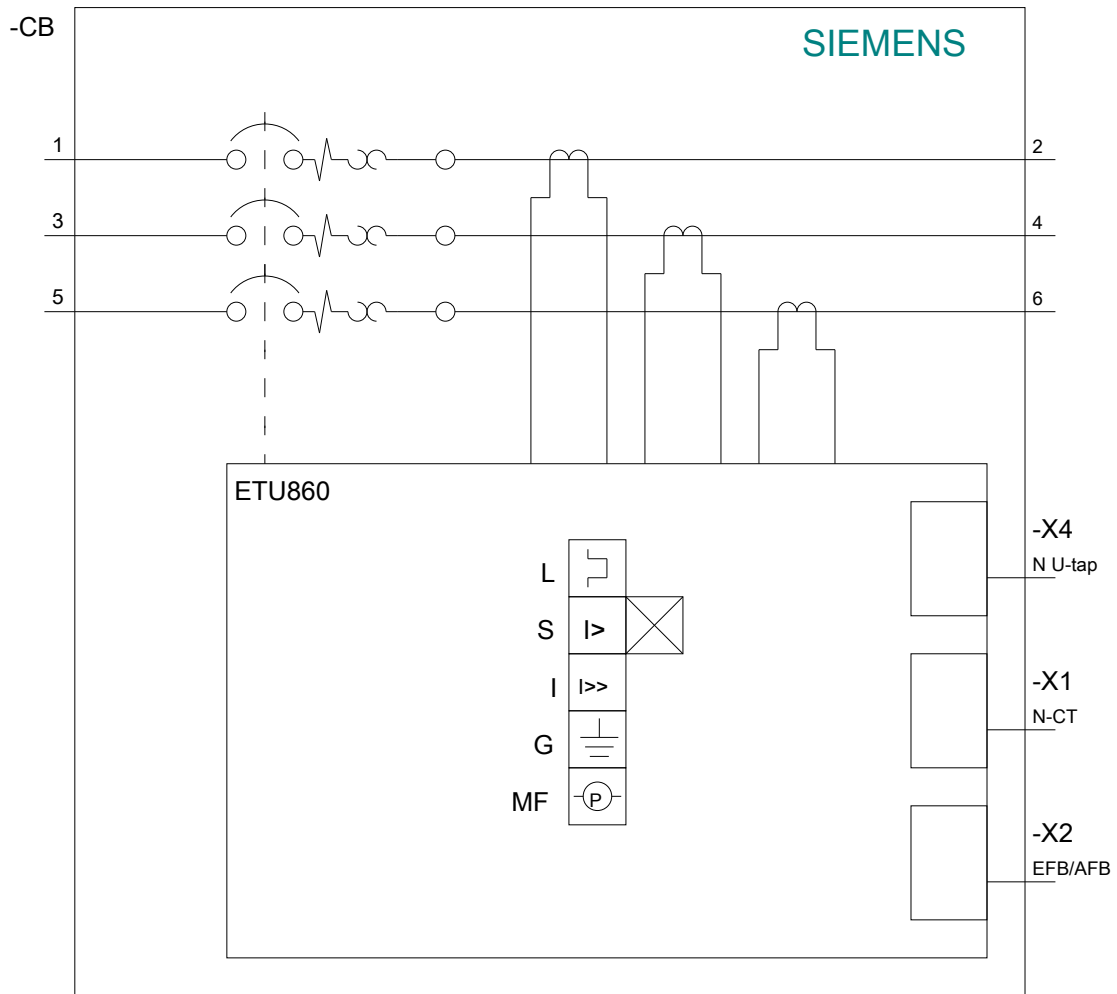 -CB
SIEMENS
1
2
3
4
5
6
ETU860
-X4
N U-tap
L
S
I>
I
I>>
-X1
N-CT
G
MF
P
-X2
EFB/AFB